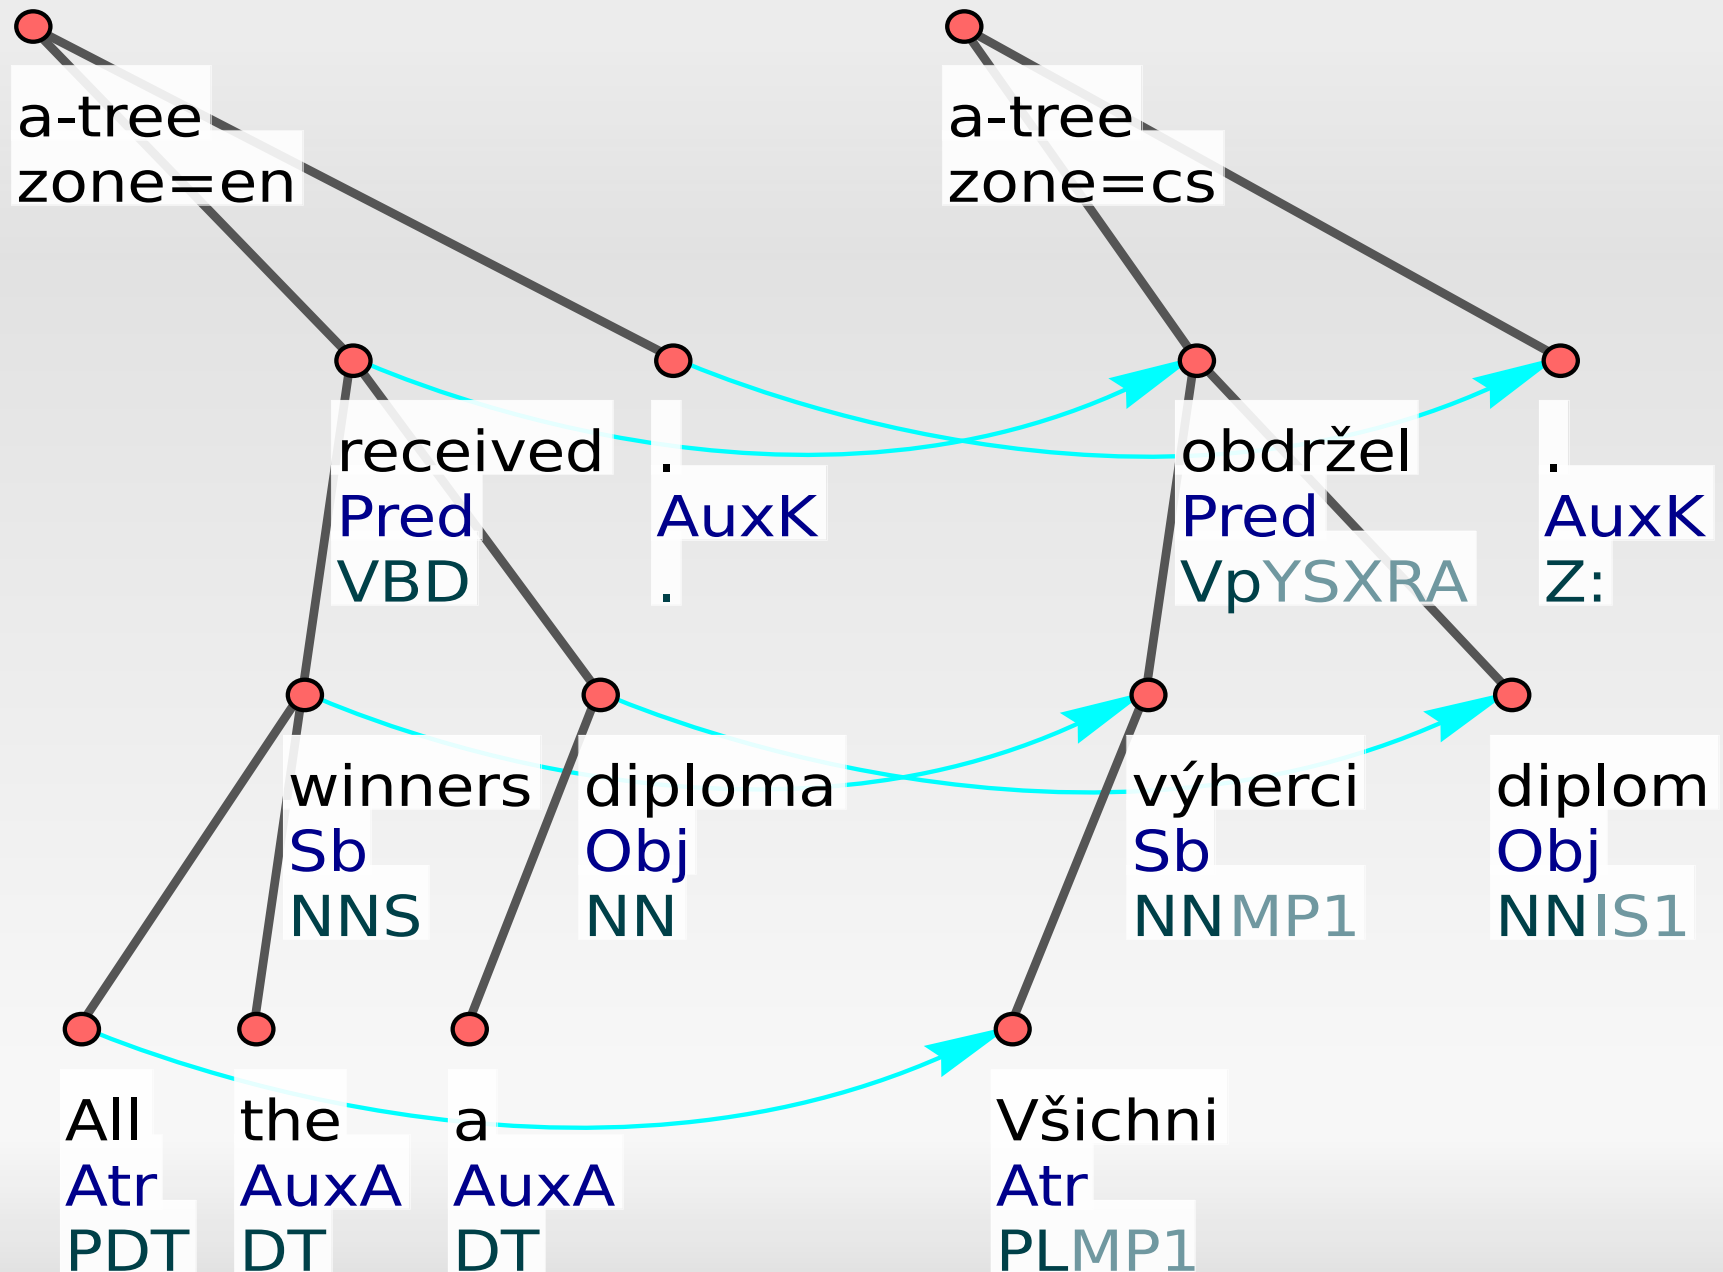 a-tree
zone=en
a-tree
zone=cs
received
Pred
VBD
.
AuxK
.
obdržel
Pred
VpYSXRA
.
AuxK
Z:
winners
Sb
NNS
diploma
Obj
NN
výherci
Sb
NNMP1
diplom
Obj
NNIS1
All
Atr
PDT
the
AuxA
DT
a
AuxA
DT
Všichni
Atr
PLMP1